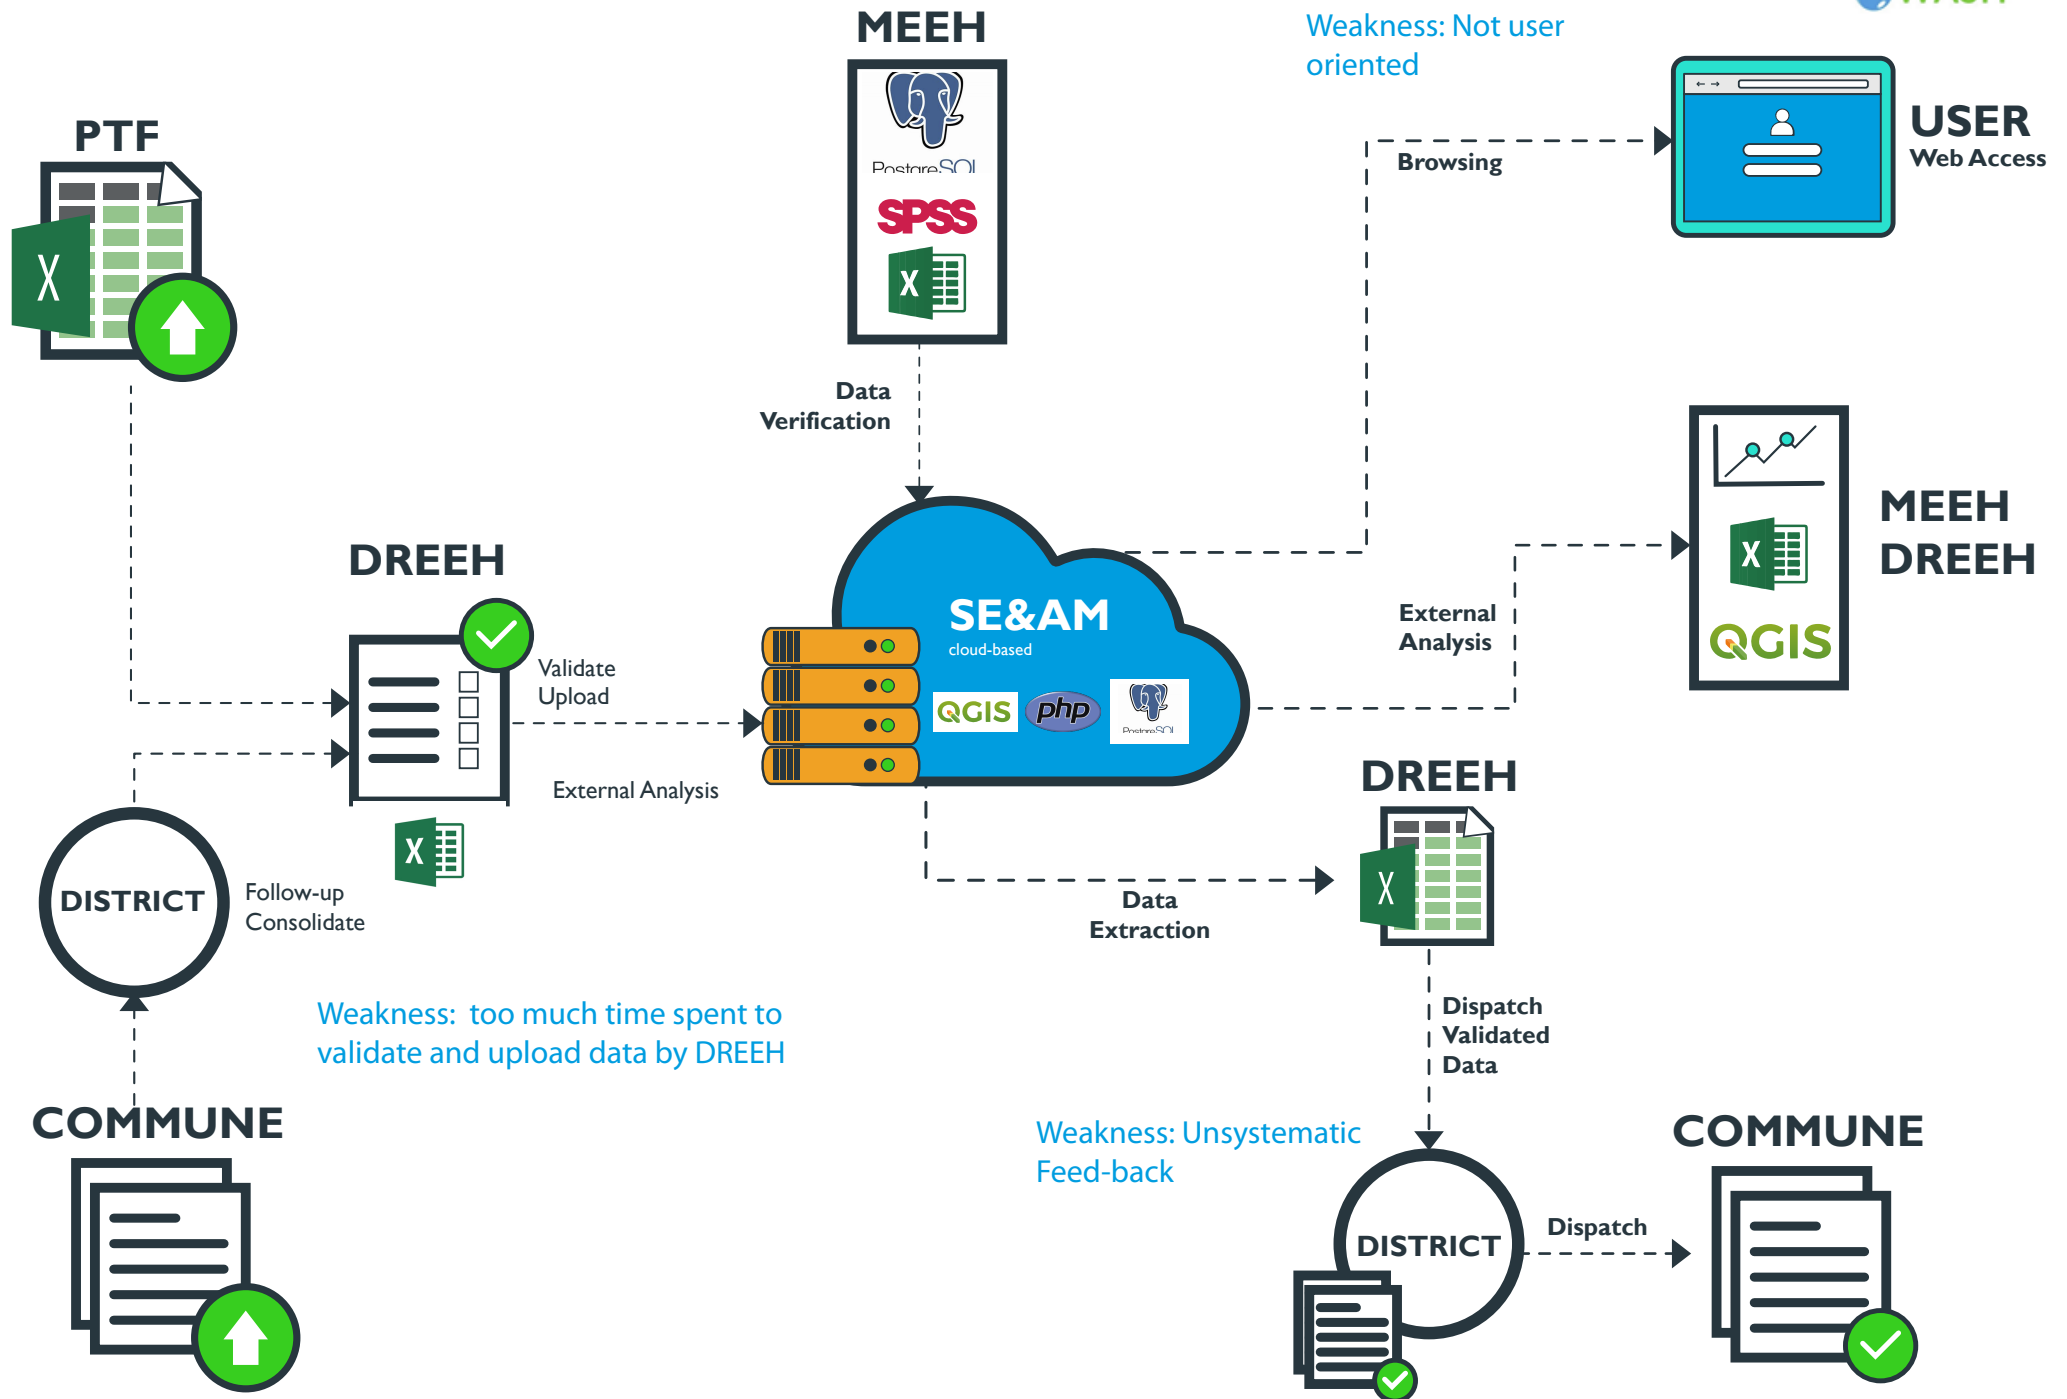 MEEH
Weakness: Not user
oriented
PTF
PostgreSQL
SPSS
X
X
USER
Web Access
Browsing
Data
Verification
MEEH
DREEH
X
QGIS
External
Analysis
DREEH
Validate
Upload
SE&AM
cloud-based
QGIS
php
PostgreSQL
External Analysis
X
DISTRICT
Follow-up
Consolidate
DREEH
X
Data
Extraction
Weakness: too much time spent to
validate and upload data by DREEH
Dispatch
Validated
Data
COMMUNE
Weakness: Unsystematic
Feed-back
COMMUNE
DISTRICT
Dispatch